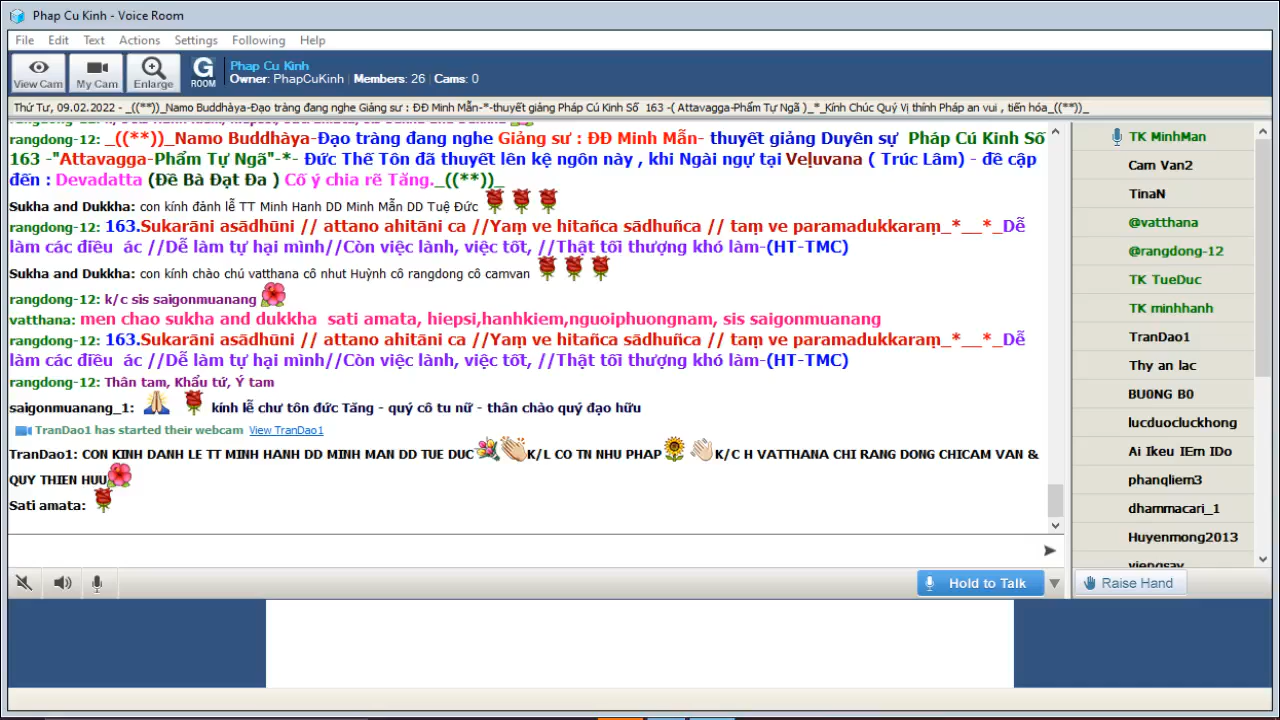 Phap Cu Kinh - Voice Room
File Edit Text Actions Settings Following Help
View Cam My Cam Enlarge G ROOM
Phap Cu Kinh
Owner: PhapCuKinh | Members: 26 | Cams: 0
Thứ Tư, 09.02.2022 - _((**))_Namo Buddhàya-Đạo tràng đang nghe Giảng sư : ĐĐ Minh Mẫn-*-thuyết giảng Pháp Cú Kinh Số 163 -( Attavagga-Phẩm Tự Ngã )_*_Kính Chúc Quý Vị thính Pháp an vui , tiến hóa_((**))_
rangdong-12: _((**))_Namo Buddhàya-Đạo tràng đang nghe Giảng sư : ĐĐ Minh Mẫn- thuyết giảng Duyên sự Pháp Cú Kinh Số
163 -"Attavagga-Phẩm Tự Ngã"-*- Đức Thế Tôn đã thuyết lên kệ ngôn này , khi Ngài ngự tại Veḷuvana ( Trúc Lâm) - đề cập
đến : Devadatta (Đề Bà Đạt Đa ) Cố ý chia rẽ Tăng._((**))_
Sukha and Dukkha: con kính đảnh lễ TT Minh Hanh DD Minh Mẫn DD Tuệ Đức
rangdong-12: 163.Sukarāni asādhūni // attano ahitāni ca //Yaṃ ve hitañca sādhuñca // taṃ ve paramadukkaraṃ_*__*_Dễ
làm các điều ác //Dễ làm tự hại mình//Còn việc lành, việc tốt, //Thật tối thượng khó làm-(HT-TMC)
Sukha and Dukkha: con kính chào chú vatthana cô nhut Huỳnh cô rangdong cô camvan
rangdong-12: k/c sis saigonmuanang
vatthana: men chao sukha and dukkha sati amata, hiepsi,hanhkiem,nguoiphuongnam, sis saigonmuanang
rangdong-12: 163.Sukarāni asādhūni // attano ahitāni ca //Yaṃ ve hitañca sādhuñca // taṃ ve paramadukkaraṃ_*__*_Dễ
làm các điều ác //Dễ làm tự hại mình//Còn việc lành, việc tốt, //Thật tối thượng khó làm-(HT-TMC)
rangdong-12: Thân tam, Khẩu tứ, Ý tam
saigonmuanang_1: kính lễ chư tôn đức Tăng - quý cô tu nữ - thân chào quý đạo hữu
TranDao1 has started their webcam View TranDao1
TranDao1: CON KINH DANH LE TT MINH HANH DD MINH MAN DD TUE DUC K/L CO TN NHU PHAP K/C H VATTHANA CHI RANG DONG CHICAM VAN &
QUY THIEN HUU
Sati amata:
TK MinhMan
Cam Van2
TinaN
@vatthana
@rangdong-12
TK TueDuc
TK minhhanh
TranDao1
Thy an lac
BU0NG B0
lucduocluckhong
Ai Ikeu IEm IDo
phanqliem3
dhammacari_1
Huyenmong2013
Hold to Talk
Raise Hand